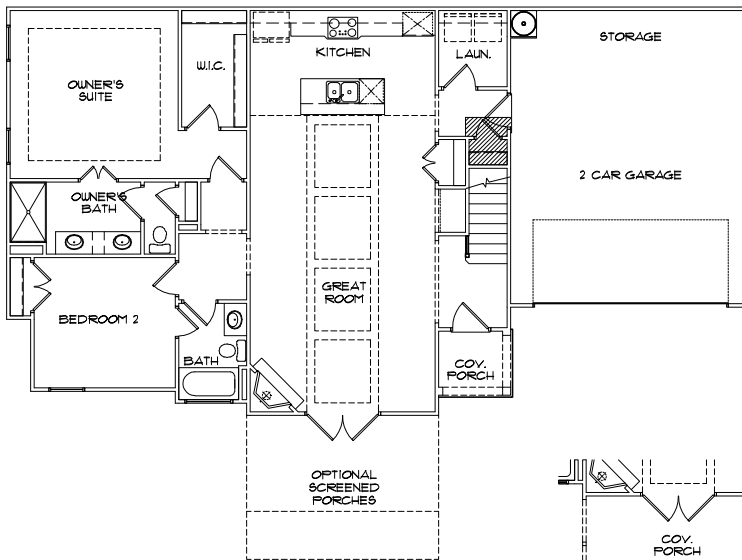 KITCHEN
LAUN.
STORAGE
W.I.C.
OWNER'S
SUITE
2 CAR GARAGE
OWNER'S
BATH
GREAT
ROOM
BEDROOM 2
BATH
COV.
PORCH
OPTIONAL
SCREENED
PORCHES
COV.
PORCH